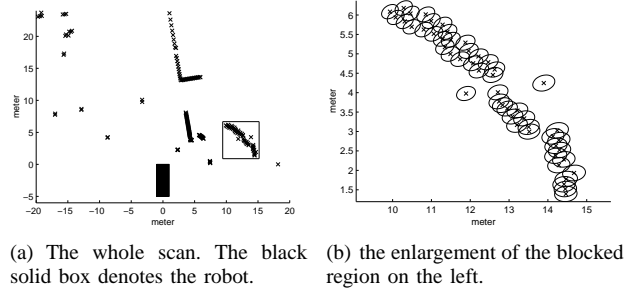 20
15
10
5
0
−5
meter
−20 −15 −10 −5 0 5 10 15 20
meter
6
5.5
5
4.5
4
3.5
3
2.5
2
1.5
meter
10 11 12 13 14 15
meter
(a) The whole scan. The black
solid box denotes the robot.
(b) the enlargement of the blocked
region on the left.